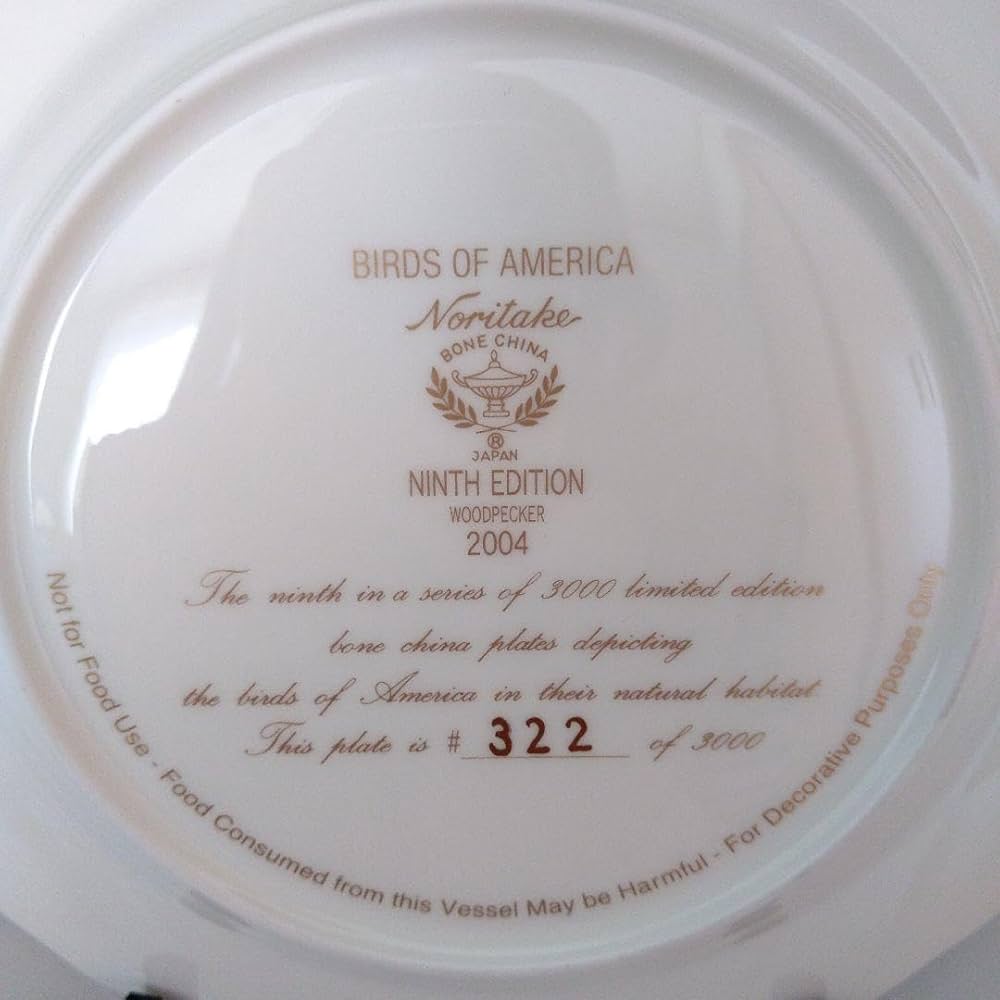 BIRDS OF AMERICA
Noritake
BONE CHINA
®
JAPAN
NINTH EDITION
WOODPECKER
2004
The ninth in a series of 3000 limited edition
bone china plates depicting
the birds of America in their natural habitat
This plate is # 322 of 3000
Not for Food Use - Food Consumed from this Vessel May be Harmful - For Decorative Purposes Only